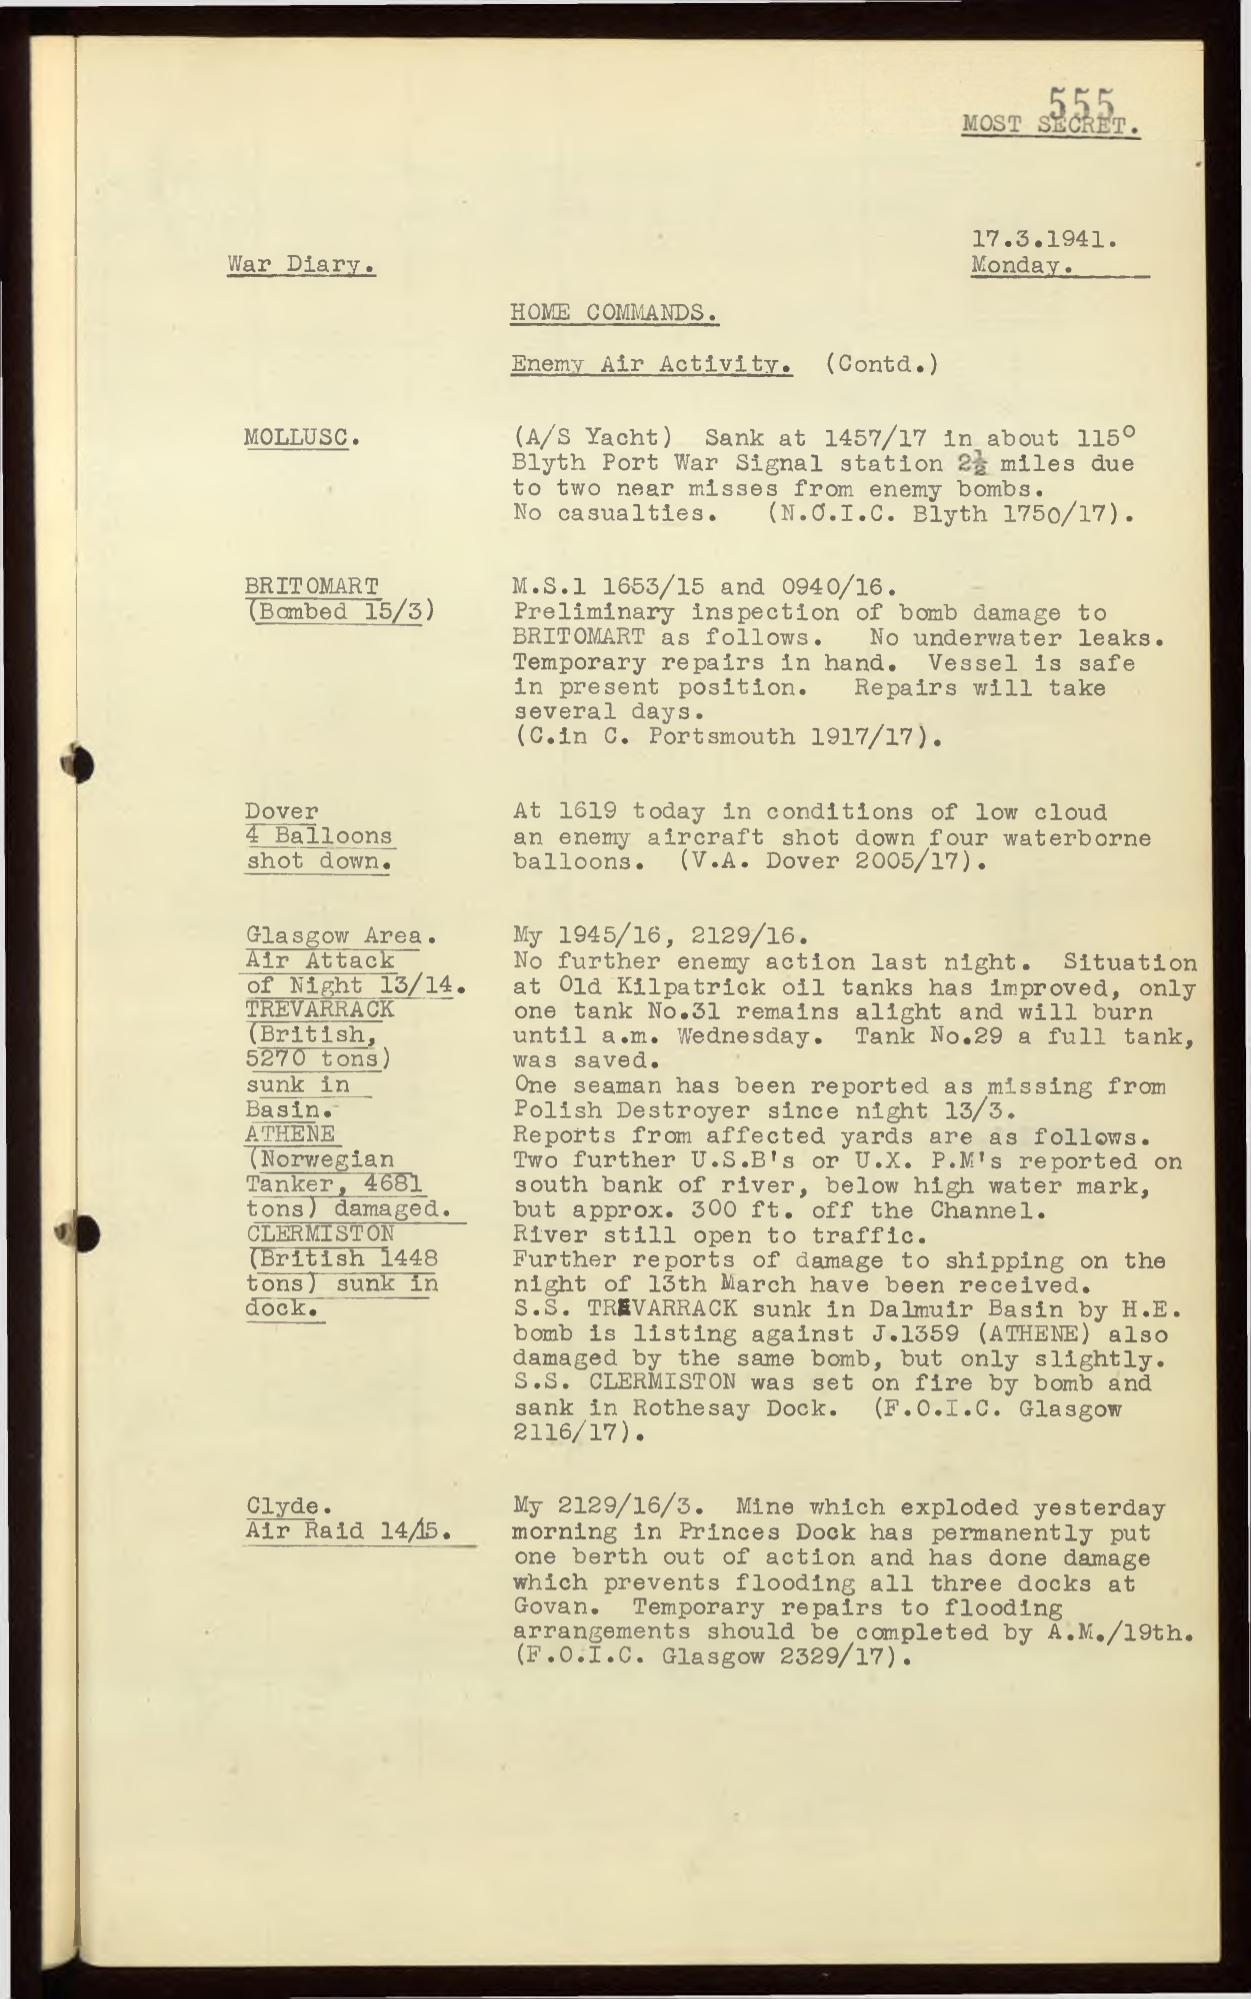 555
MOST SECRET.
17.3.1941.
War Diary.
Monday.
HOME COMMANDS.
Enemy Air Activity. (Contd.)
MOLLUSC.
(A/S Yacht) Sank at 1457/17 in about 115°
Blyth Port War Signal station 2½ miles due
to two near misses from enemy bombs.
No casualties. (N.O.I.C. Blyth 1750/17).
BRITOMART
(Bombed 15/3)
M.S.1 1653/15 and 0940/16.
Preliminary inspection of bomb damage to
BRITOMART as follows. No underwater leaks.
Temporary repairs in hand. Vessel is safe
in present position. Repairs will take
several days.
(C.in C. Portsmouth 1917/17).
Dover
4 Balloons
shot down.
At 1619 today in conditions of low cloud
an enemy aircraft shot down four waterborne
balloons. (V.A. Dover 2005/17).
Glasgow Area.
Air Attack
of Night 13/14.
TREVARRACK
(British,
5270 tons)
sunk in
Basin.
ATHENE
(Norwegian
Tanker, 4681
tons) damaged.
CLERMISTON
(British 1448
tons) sunk in
dock.
My 1945/16, 2129/16.
No further enemy action last night. Situation
at Old Kilpatrick oil tanks has improved, only
one tank No.31 remains alight and will burn
until a.m. Wednesday. Tank No.29 a full tank,
was saved.
One seaman has been reported as missing from
Polish Destroyer since night 13/3.
Reports from affected yards are as follows.
Two further U.S.B's or U.X. P.M's reported on
south bank of river, below high water mark,
but approx. 300 ft. off the Channel.
River still open to traffic.
Further reports of damage to shipping on the
night of 13th March have been received.
S.S. TREVARRACK sunk in Dalmuir Basin by H.E.
bomb is listing against J.1359 (ATHENE) also
damaged by the same bomb, but only slightly.
S.S. CLERMISTON was set on fire by bomb and
sank in Rothesay Dock. (F.O.I.C. Glasgow
2116/17).
Clyde.
Air Raid 14/15.
My 2129/16/3. Mine which exploded yesterday
morning in Princes Dock has permanently put
one berth out of action and has done damage
which prevents flooding all three docks at
Govan. Temporary repairs to flooding
arrangements should be completed by A.M./19th.
(F.O.I.C. Glasgow 2329/17).